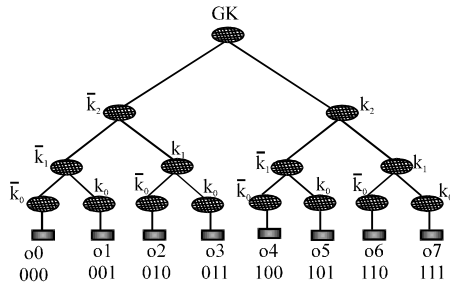 GK
k̄₂ k₂
k̄₁ k₁ k̄₁ k₁
k̄₀ k₀ k̄₀ k₀ k̄₀ k₀ k̄₀ k₀
o0 o1 o2 o3 o4 o5 o6 o7
000 001 010 011 100 101 110 111